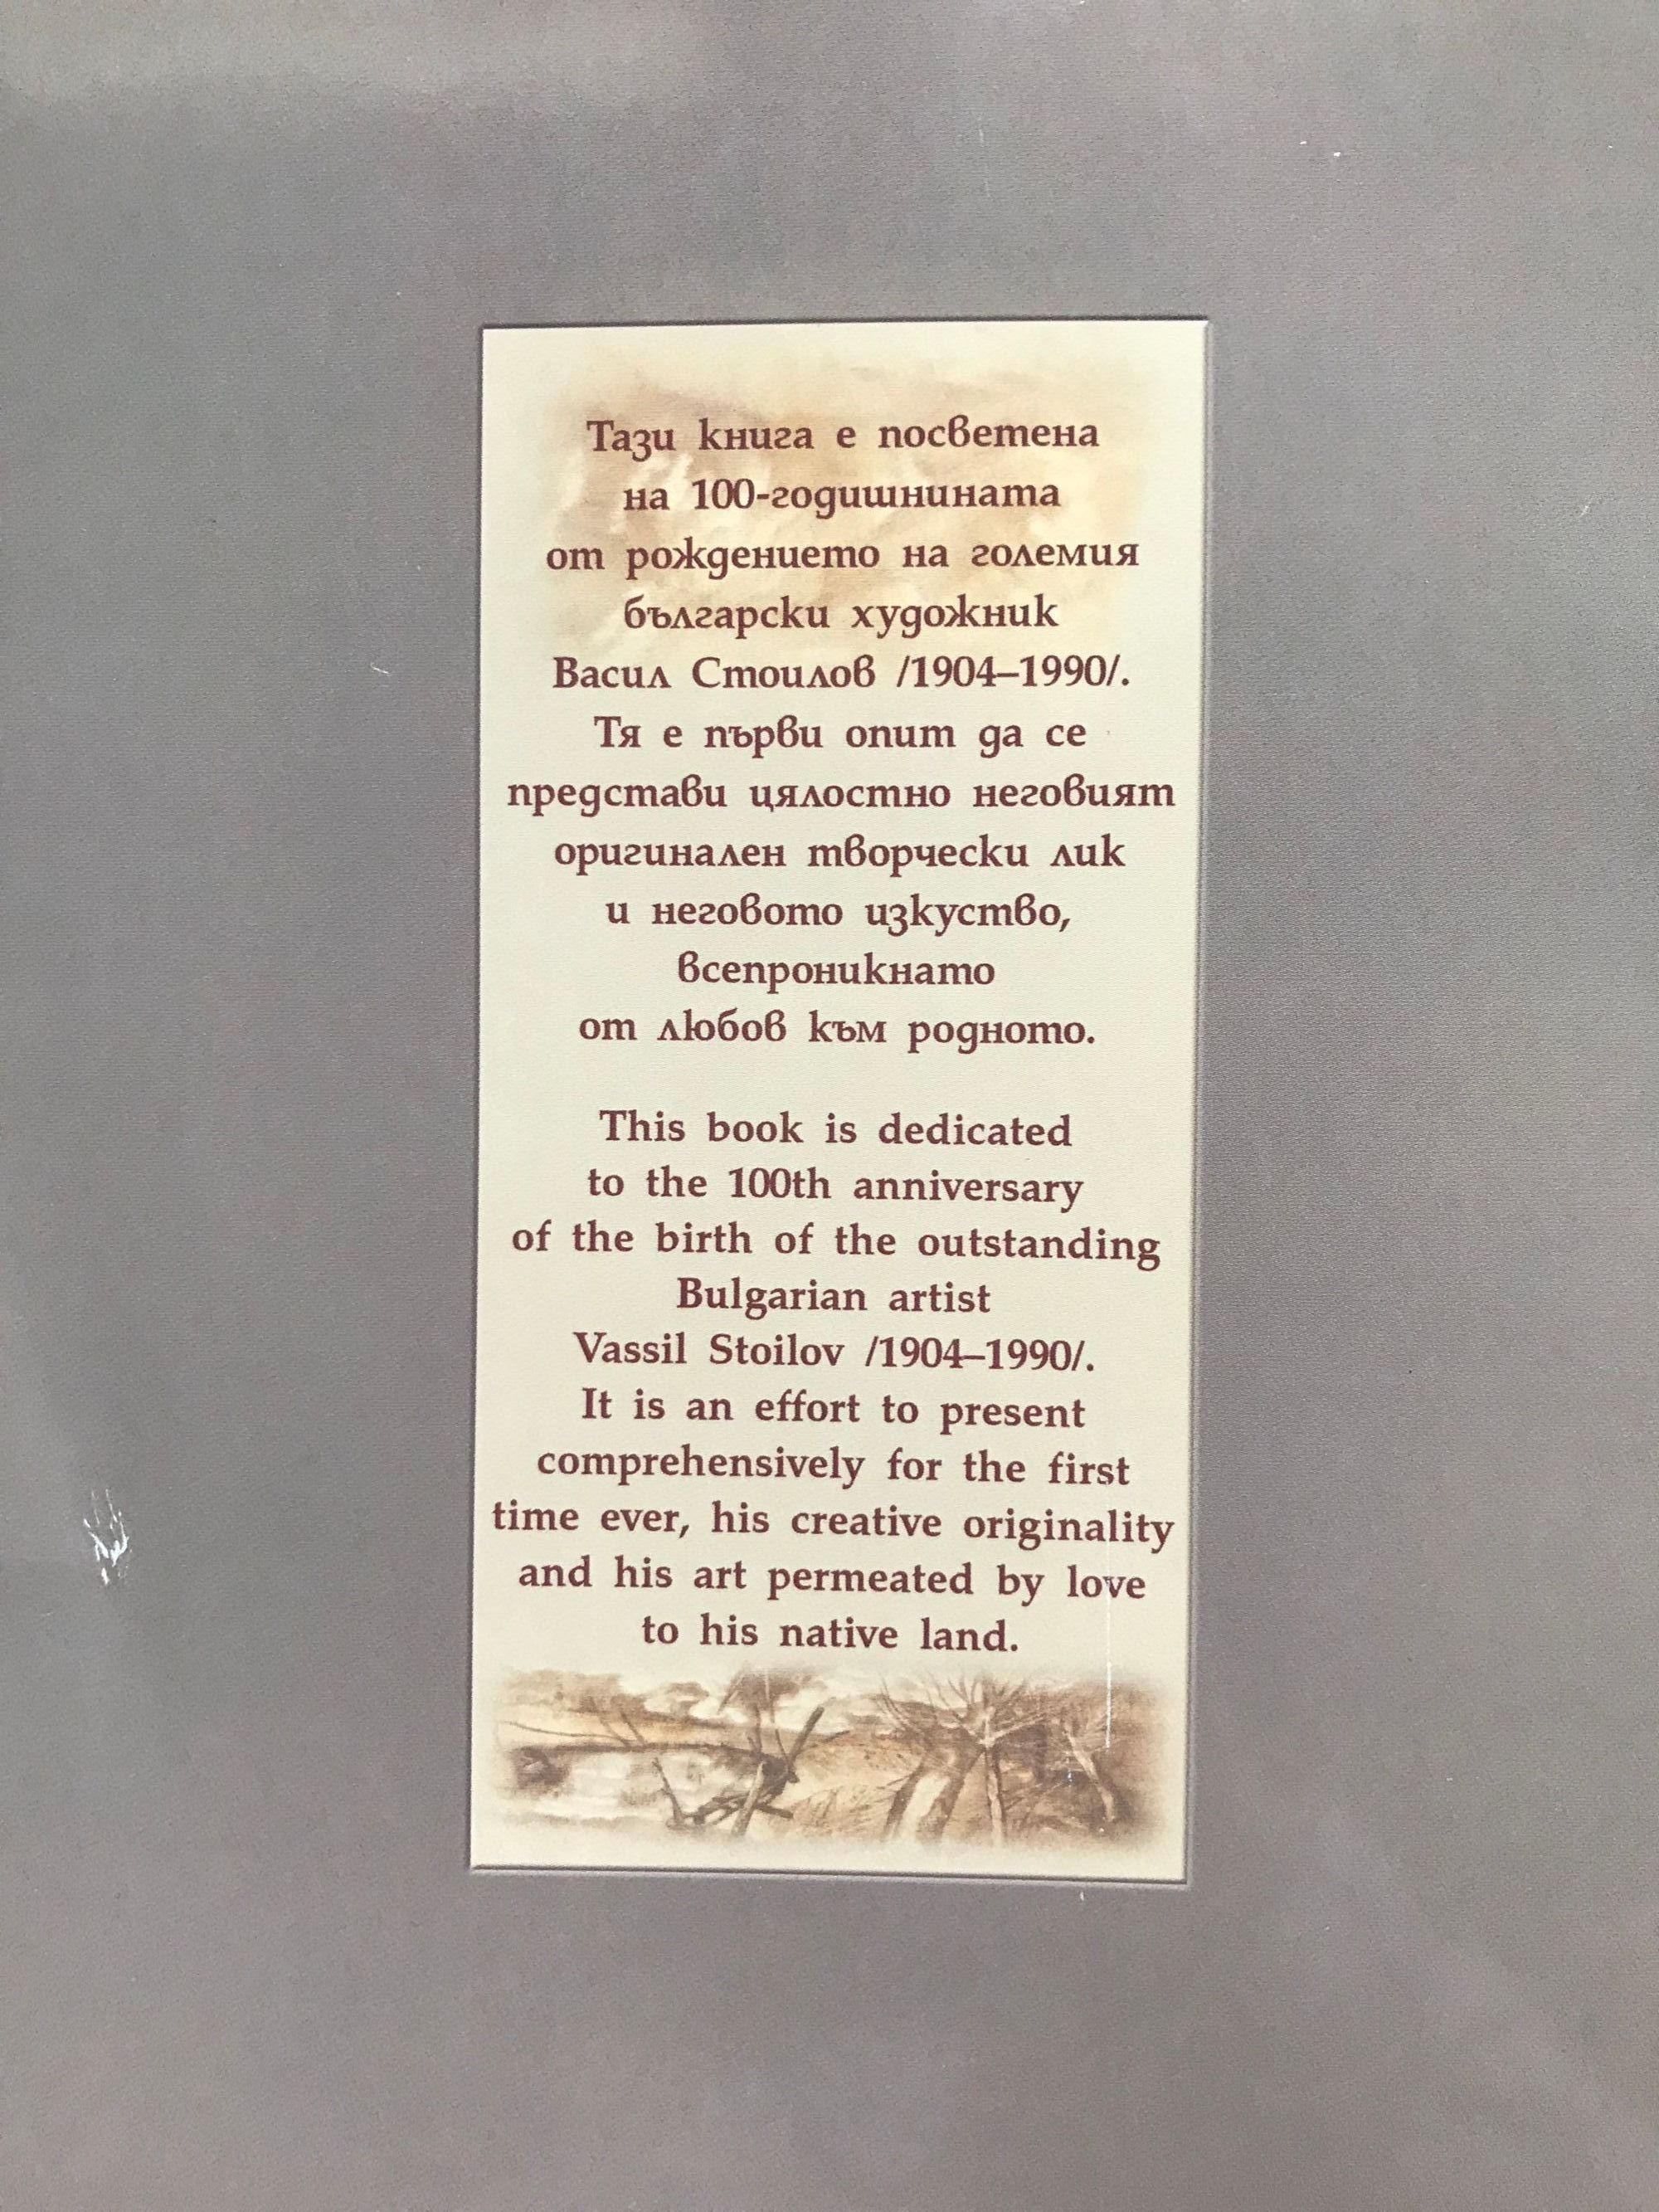 Тази книга е посветена
на 100-годишнината
от рождението на големия
български художник
Васил Стоилов /1904–1990/.
Тя е първи опит да се
представи цялостно неговият
оригинален творчески лик
и неговото изкуство,
всепроникнато
от любов към родното.
This book is dedicated
to the 100th anniversary
of the birth of the outstanding
Bulgarian artist
Vassil Stoilov /1904–1990/.
It is an effort to present
comprehensively for the first
time ever, his creative originality
and his art permeated by love
to his native land.